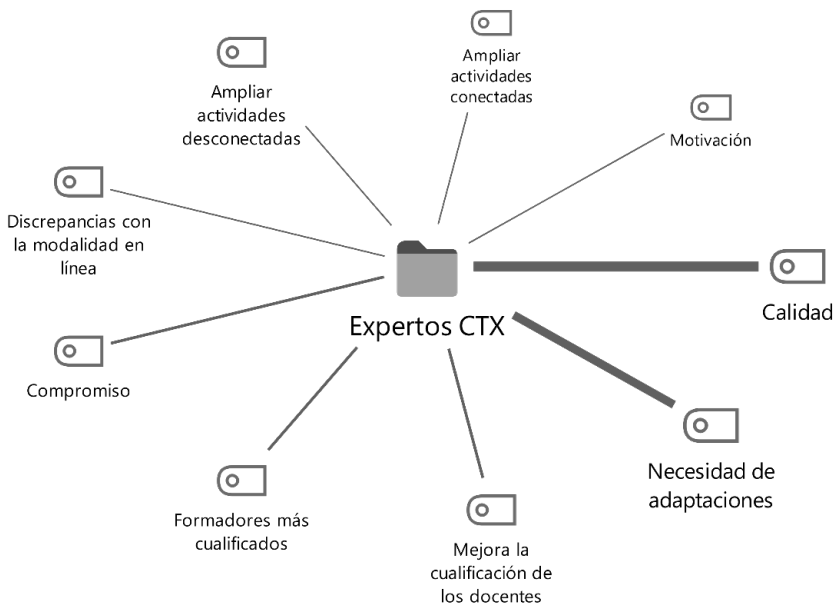 Ampliar
actividades
conectadas
Ampliar
actividades
desconectadas
Motivación
Discrepancias con
la modalidad en
línea
Expertos CTX
Calidad
Compromiso
Necesidad de
adaptaciones
Formadores más
cualificados
Mejora la
cualificación de
los docentes